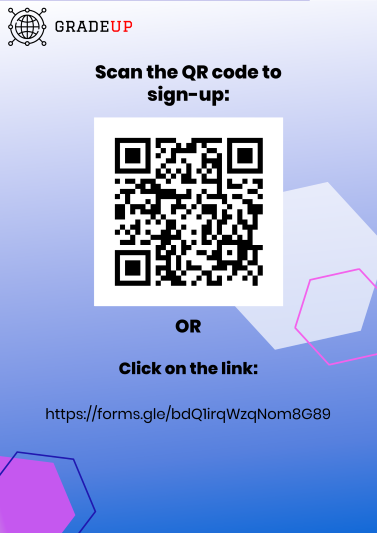 GRADEUP
Scan the QR code to
sign-up:
OR
Click on the link:
https://forms.gle/bdQ1irqWzqNom8G89